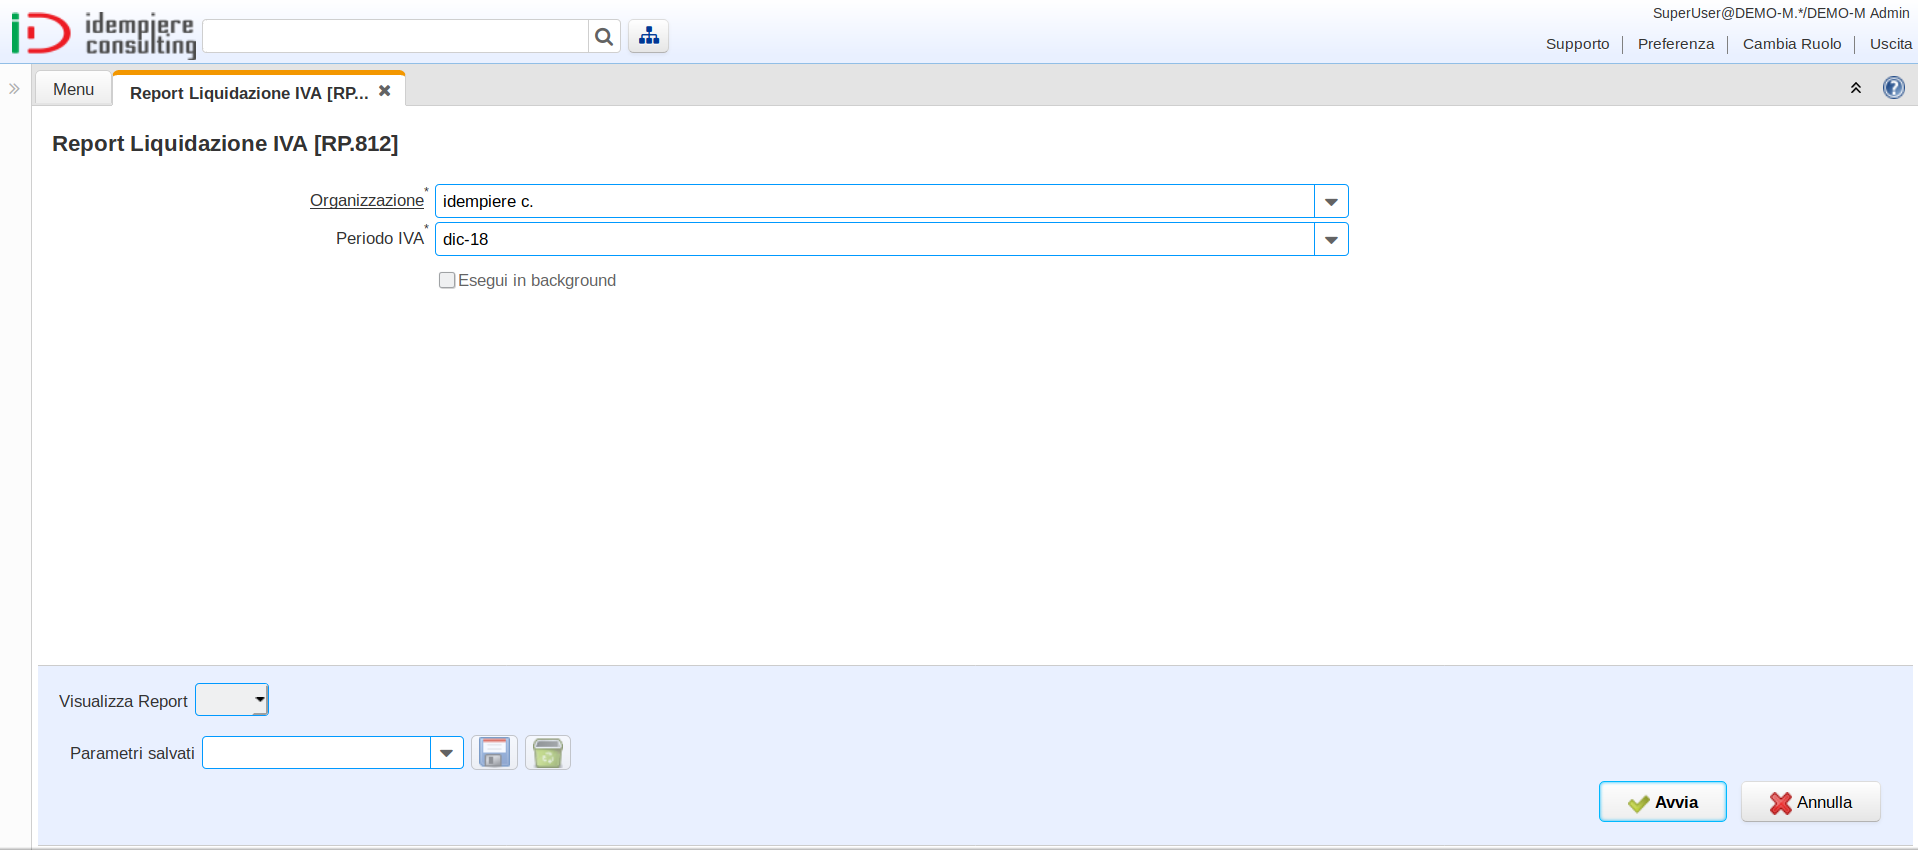 idempiere
consulting
SuperUser@DEMO-M.*/DEMO-M Admin
Supporto
Preferenza
Cambia Ruolo
Uscita
Menu
Report Liquidazione IVA [RP...
Report Liquidazione IVA [RP.812]
Organizzazione* idempiere c.
Periodo IVA* dic-18
Esegui in background
Visualizza Report
Parametri salvati
Avvia
Annulla